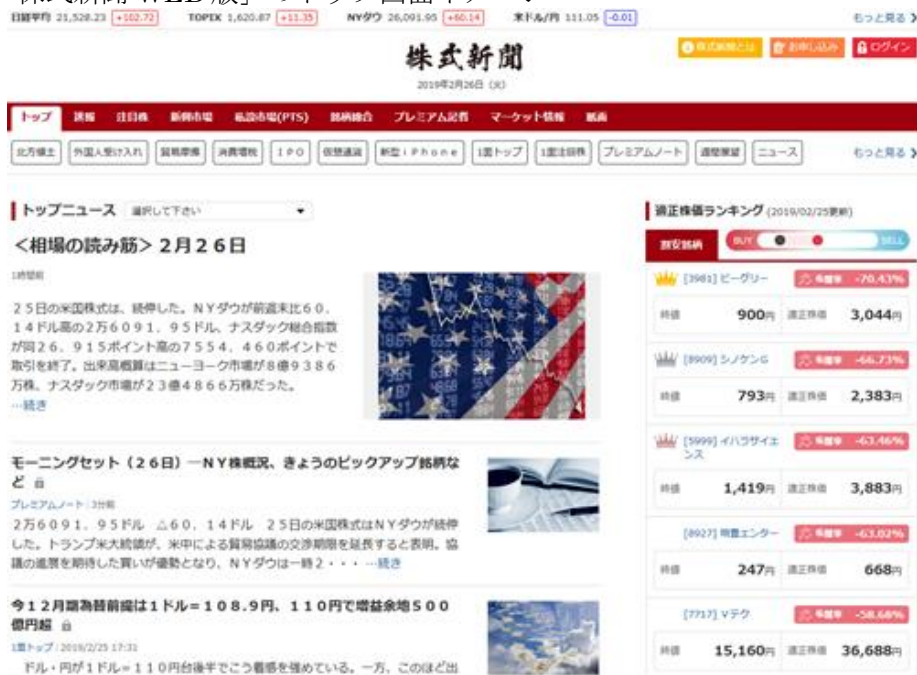 日経平均 21,528.23 +102.72 TOPIX 1,620.87 +11.35 NYダウ 26,091.95 +60.14 米ドル/円 111.05 -0.01 もっと見る
株式新聞
2019年2月26日（火）
株式新聞とは お申し込み ログイン
トップ 速報 注目株 新興市場 私設市場(PTS) 銘柄総合 プレミアム記者 マーケット情報 紙面
北方領土 外国人受け入れ 貿易摩擦 消費増税 IPO 仮想通貨 新型iPhone 1面トップ 1面注目株 プレミアムノート 週間展望 ニュース もっと見る
トップニュース 選択して下さい
＜相場の読み筋＞2月26日
1時間前
25日の米国株式は、続伸した。NYダウが前週末比60．
14ドル高の2万6091．95ドル、ナスダック総合指数
が同26．915ポイント高の7554．460ポイントで
取引を終了。出来高概算はニューヨーク市場が8億9386
万株、ナスダック市場が23億4866万株だった。
…続き
モーニングセット（26日）―NY株概況、きょうのピックアップ銘柄な
ど
プレミアムノート 3分前
2万6091．95ドル △60．14ドル 25日の米国株式はNYダウが続伸
した。トランプ米大統領が、米中による貿易協議の交渉期限を延長すると表明。協
議の進展を期待した買いが優勢となり、NYダウは一時2・・・ …続き
今12月期為替前提は1ドル＝108.9円、110円で増益余地500
億円超
1面トップ 2019/2/25 17:31
ドル・円が1ドル＝110円台後半でこう着感を強めている。一方、このほど出
適正株価ランキング (2019/02/25更新)
割安銘柄 BUY SELL
[3981] ビーグリー 乖離率 -70.43%
時価 900円 適正株価 3,044円
[8909] シノケンG 乖離率 -66.73%
時価 793円 適正株価 2,383円
[5999] イハラサイエ
ンス 乖離率 -63.46%
時価 1,419円 適正株価 3,883円
[8927] 明豊エンター 乖離率 -63.02%
時価 247円 適正株価 668円
[7717] Vテク 乖離率 -58.68%
時価 15,160円 適正株価 36,688円